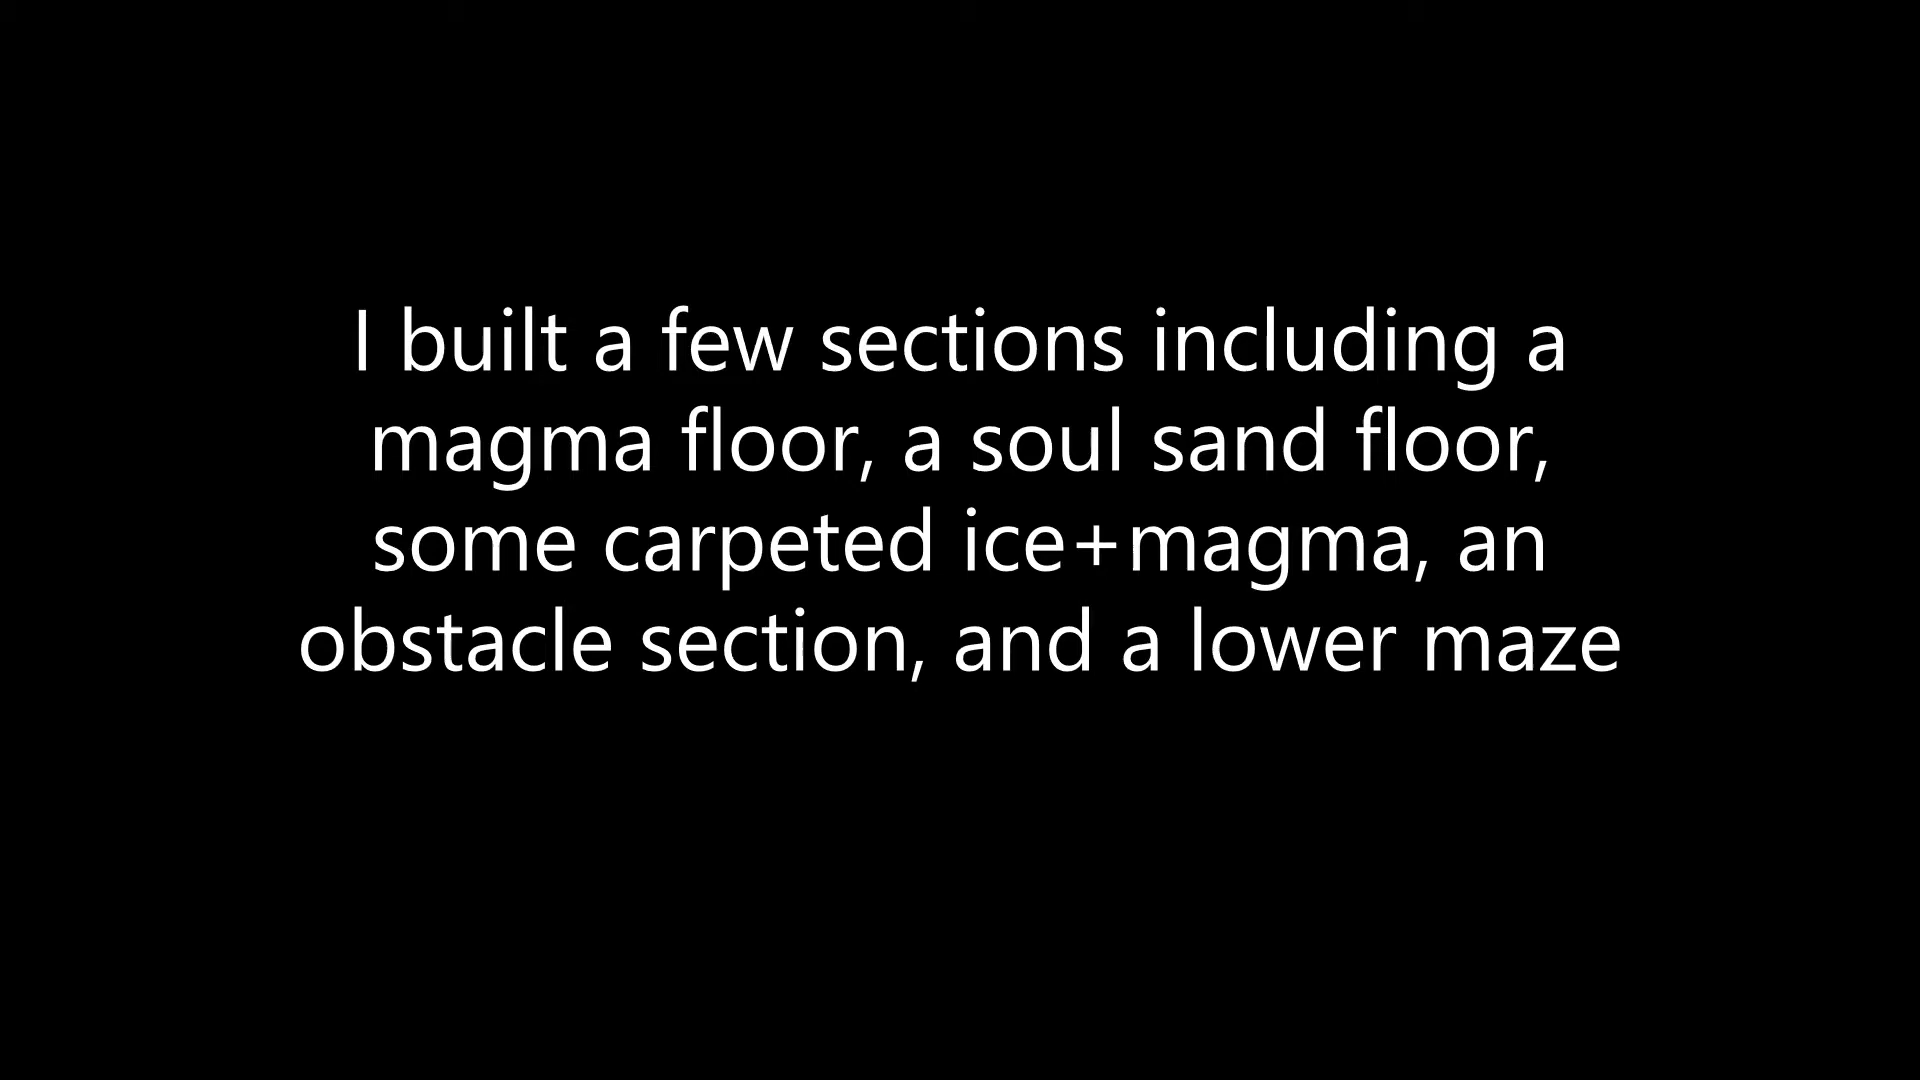 I built a few sections including a
magma floor, a soul sand floor,
some carpeted ice+magma, an
obstacle section, and a lower maze